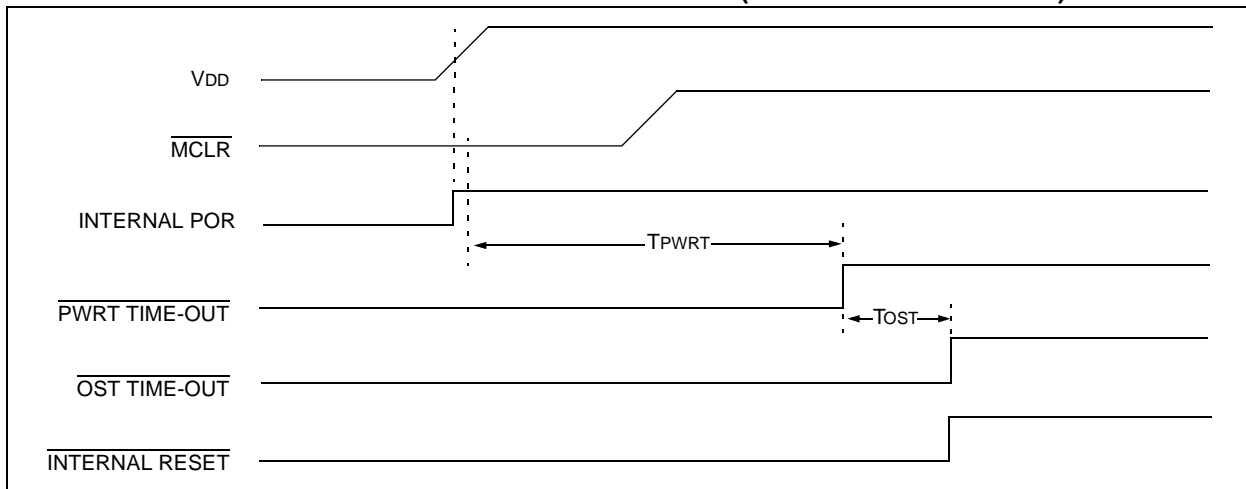 VDD
MCLR
INTERNAL POR
TPWRT
PWRT TIME-OUT
TOST
OST TIME-OUT
INTERNAL RESET